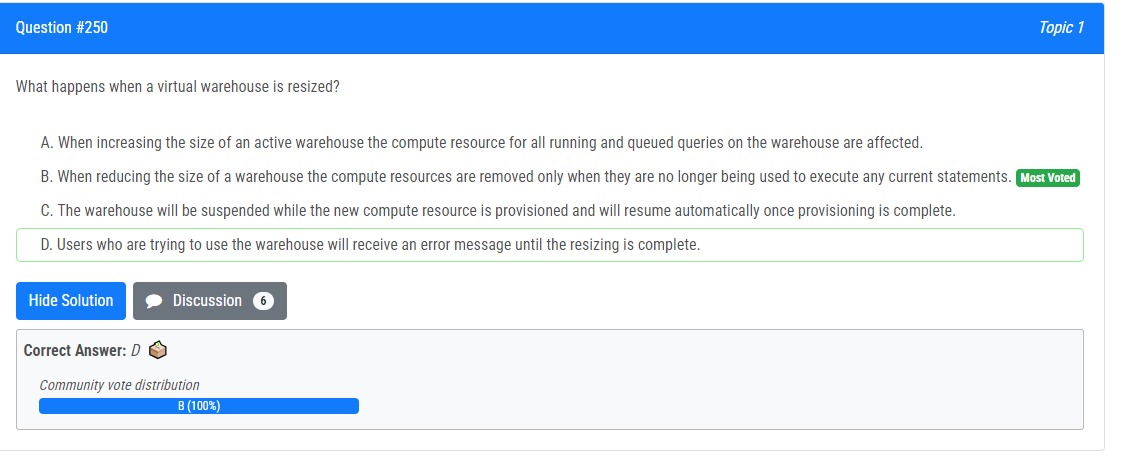 Question #250
Topic 1
What happens when a virtual warehouse is resized?
A. When increasing the size of an active warehouse the compute resource for all running and queued queries on the warehouse are affected.
B. When reducing the size of a warehouse the compute resources are removed only when they are no longer being used to execute any current statements. Most Voted
C. The warehouse will be suspended while the new compute resource is provisioned and will resume automatically once provisioning is complete.
D. Users who are trying to use the warehouse will receive an error message until the resizing is complete.
Hide Solution
Discussion 6
Correct Answer: D
Community vote distribution
B (100%)